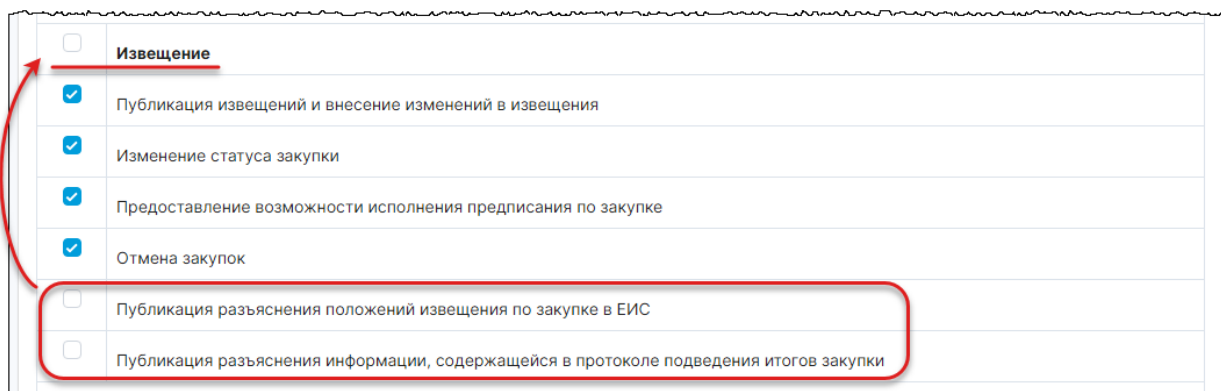 Извещение
Публикация извещений и внесение изменений в извещения
Изменение статуса закупки
Предоставление возможности исполнения предписания по закупке
Отмена закупок
Публикация разъяснения положений извещения по закупке в ЕИС
Публикация разъяснения информации, содержащейся в протоколе подведения итогов закупки